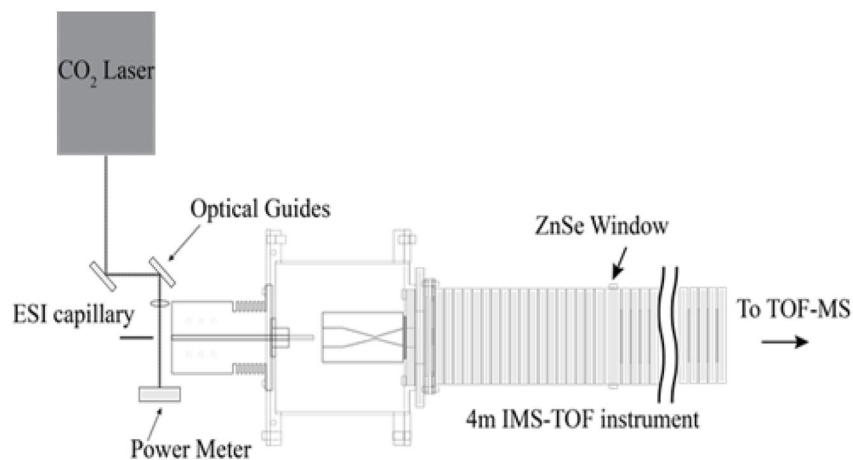 CO₂ Laser
Optical Guides
ZnSe Window
ESI capillary
To TOF-MS
4m IMS-TOF instrument
Power Meter